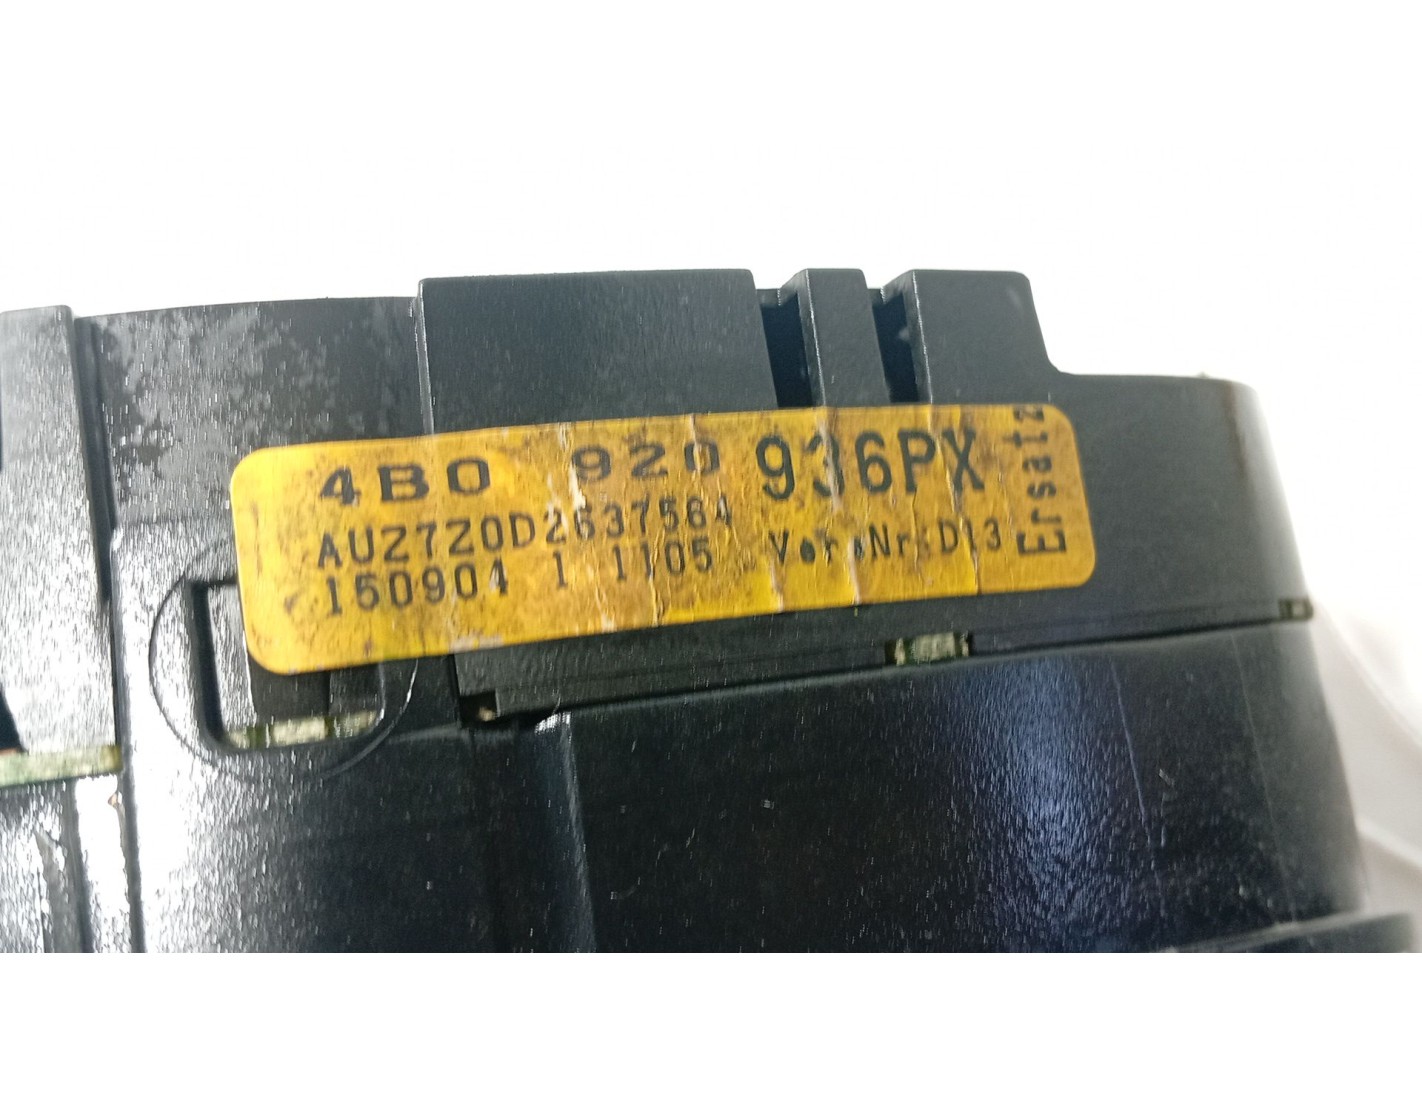 4B0 920 936PX
AUZ7Z0D2637564
150904 1 1105 Vers.Nr:D13
Ersatz